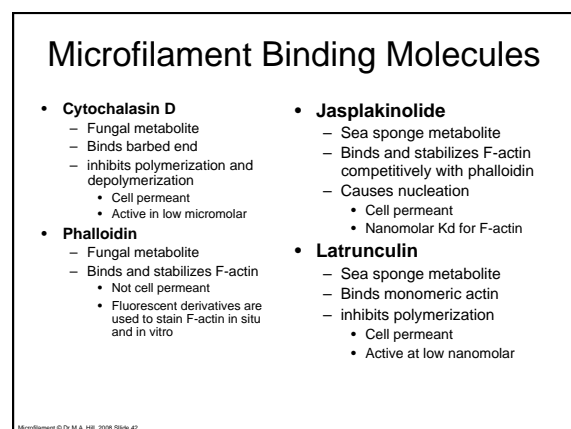 Microfilament Binding Molecules
• Cytochalasin D
– Fungal metabolite
– Binds barbed end
– inhibits polymerization and
depolymerization
• Cell permeant
• Active in low micromolar
• Phalloidin
– Fungal metabolite
– Binds and stabilizes F-actin
• Not cell permeant
• Fluorescent derivatives are
used to stain F-actin in situ
and in vitro
• Jasplakinolide
– Sea sponge metabolite
– Binds and stabilizes F-actin
competitively with phalloidin
– Causes nucleation
• Cell permeant
• Nanomolar Kd for F-actin
• Latrunculin
– Sea sponge metabolite
– Binds monomeric actin
– inhibits polymerization
• Cell permeant
• Active at low nanomolar
Microfilament © Dr M.A. Hill, 2008 Slide 42